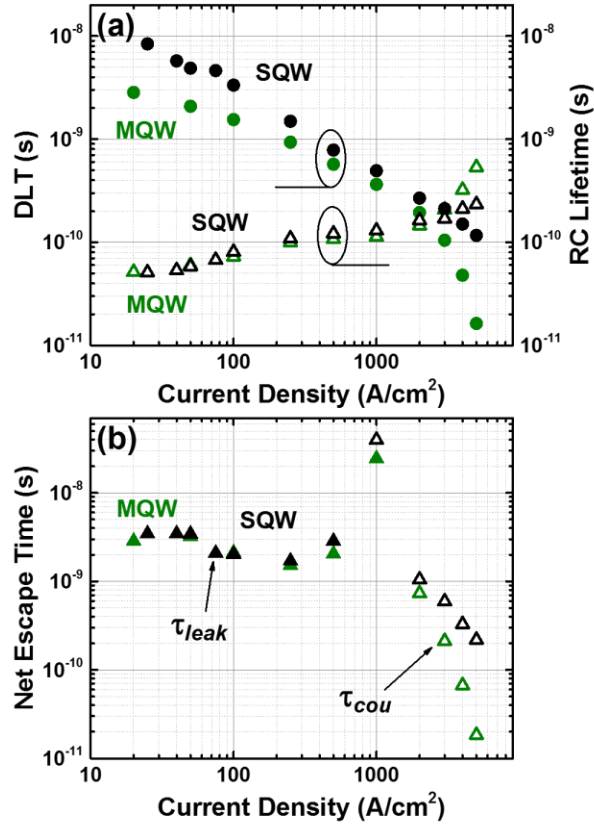 (a)
SQW
MQW
SQW
MQW
DLT (s)
RC Lifetime (s)
10⁻⁸
10⁻⁹
10⁻¹⁰
10⁻¹¹
10⁻⁸
10⁻⁹
10⁻¹⁰
10⁻¹¹
10 100 1000
Current Density (A/cm²)
(b)
MQW
SQW
τleak
τcou
Net Escape Time (s)
10⁻⁸
10⁻⁹
10⁻¹⁰
10⁻¹¹
10 100 1000
Current Density (A/cm²)